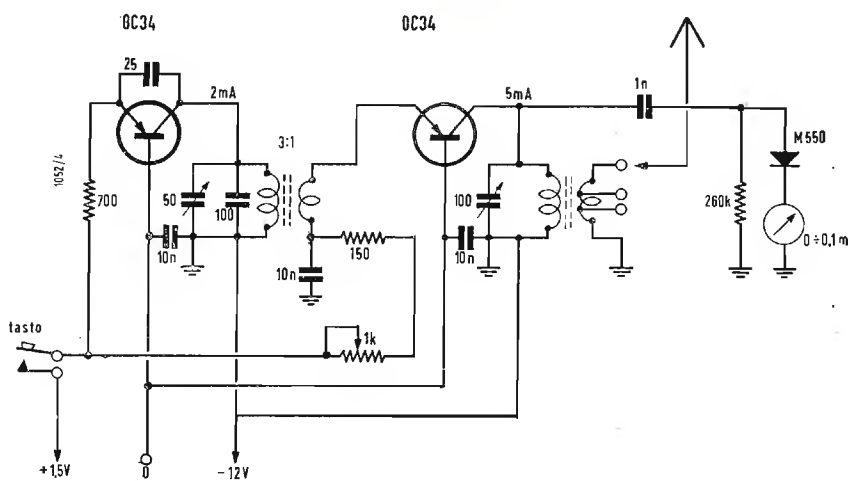 OC34
OC34
25
2mA
5mA
1n
3:1
M550
1052/4
700
50
100
100
260k
10n
150
10n
0÷0,1m
10n
tasto
1k
+1,5V
0
-12V